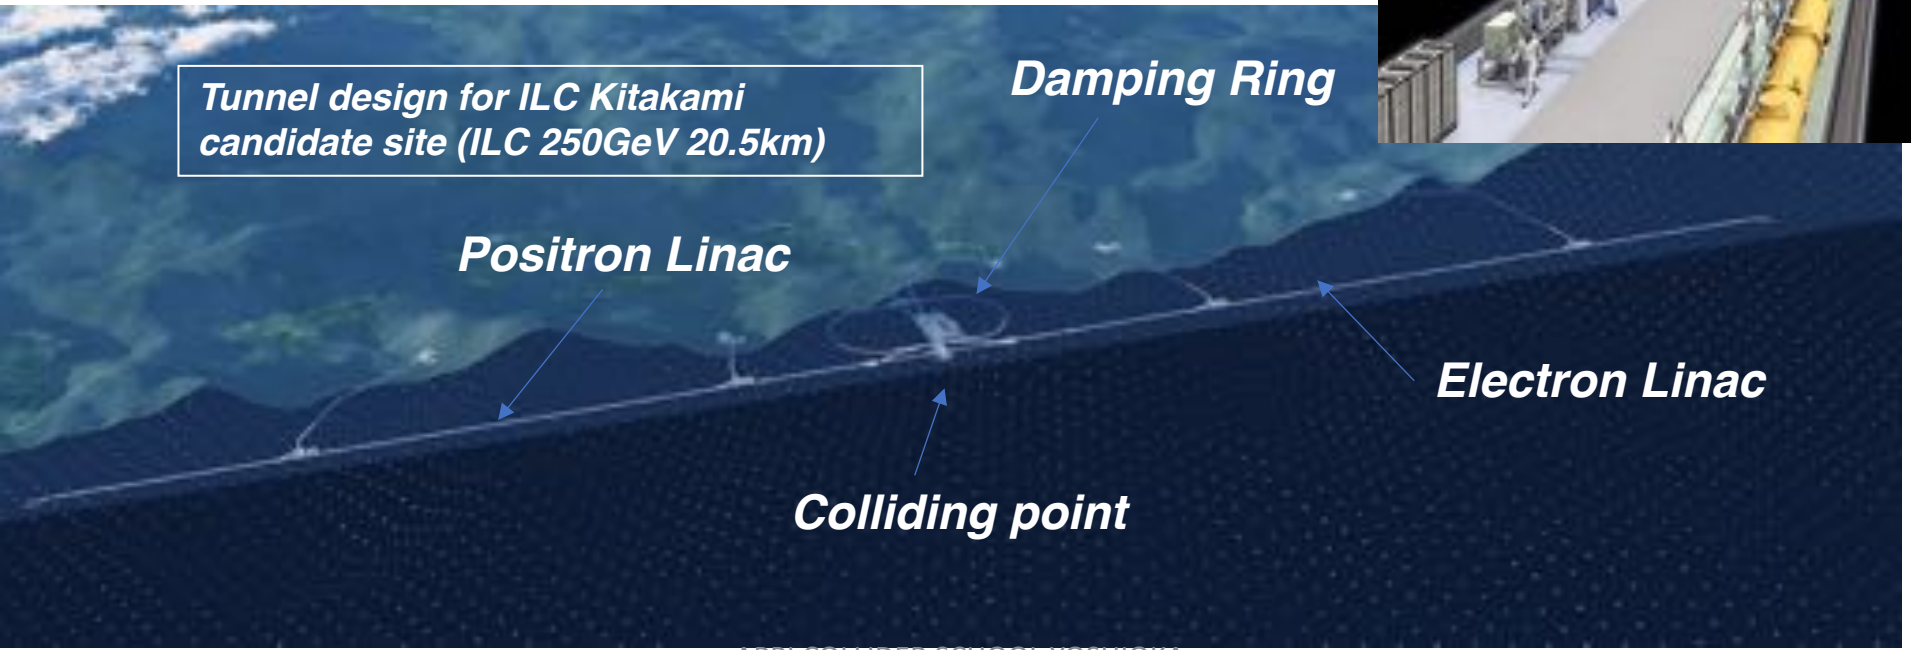 Tunnel design for ILC Kitakami
candidate site (ILC 250GeV 20.5km)
Damping Ring
Positron Linac
Electron Linac
Colliding point